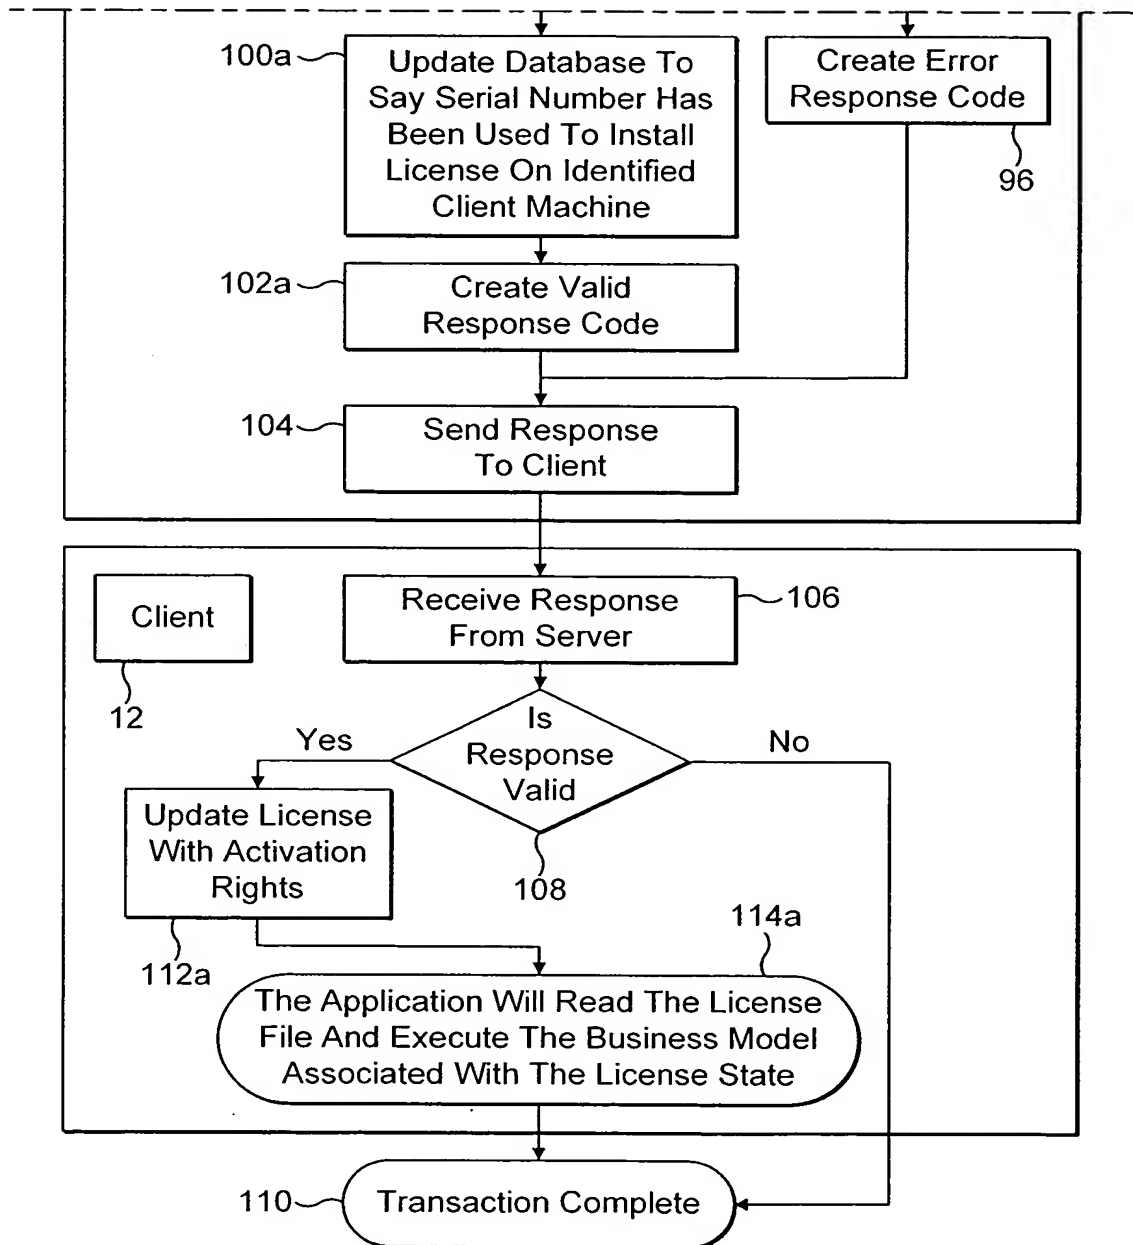 100a
Update Database To
Say Serial Number Has
Been Used To Install
License On Identified
Client Machine
Create Error
Response Code
96
102a
Create Valid
Response Code
104
Send Response
To Client
Client
12
Receive Response
From Server
106
Is
Response
Valid
Yes
No
108
Update License
With Activation
Rights
112a
114a
The Application Will Read The License
File And Execute The Business Model
Associated With The License State
110
Transaction Complete